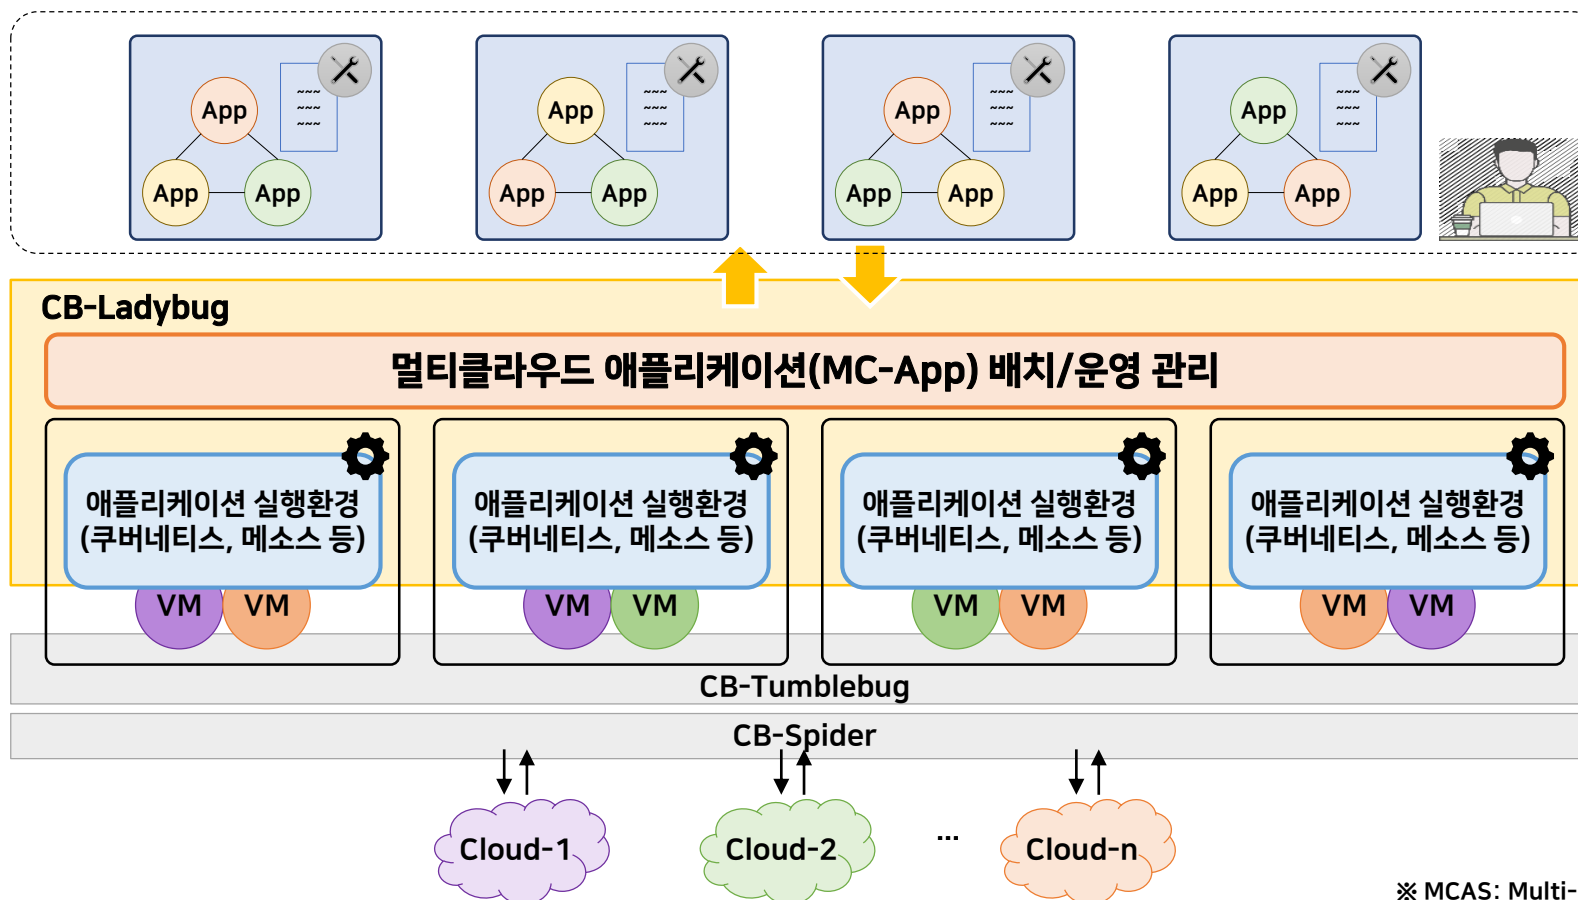 App
~~~
~~~
~~~
App
App
App
~~~
~~~
~~~
App
App
App
~~~
~~~
~~~
App
App
App
~~~
~~~
~~~
App
App
CB-Ladybug
멀티클라우드 애플리케이션(MC-App) 배치/운영 관리
애플리케이션 실행환경
(쿠버네티스, 메소스 등)
애플리케이션 실행환경
(쿠버네티스, 메소스 등)
애플리케이션 실행환경
(쿠버네티스, 메소스 등)
애플리케이션 실행환경
(쿠버네티스, 메소스 등)
VM VM
VM VM
VM VM
VM VM
CB-Tumblebug
CB-Spider
Cloud-1
Cloud-2
...
Cloud-n
※ MCAS: Multi-